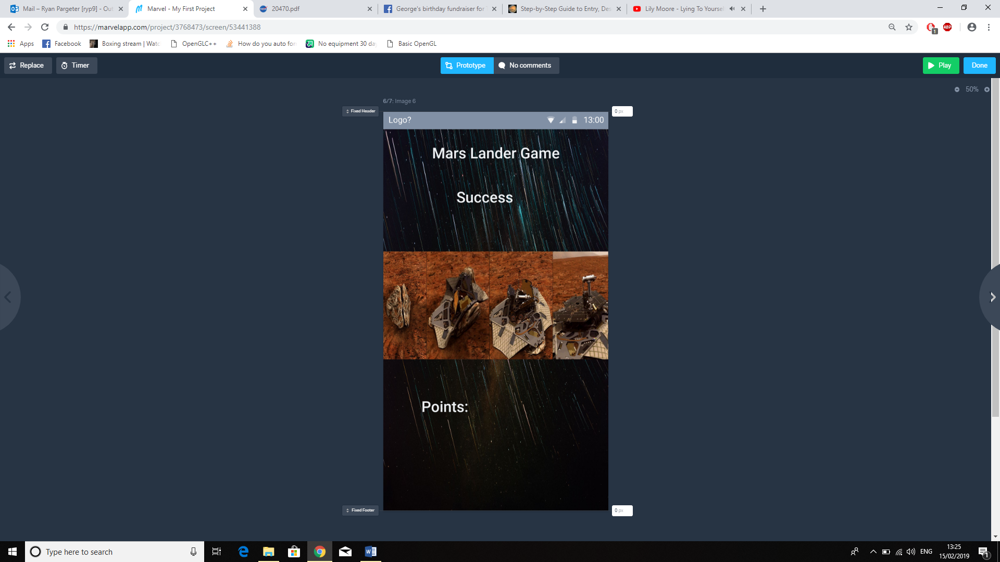 Mail – Ryan Pargeter [ryp9] - Out
Marvel - My First Project
20470.pdf
George's birthday fundraiser for
Step-by-Step Guide to Entry, Des
Lily Moore - Lying To Yoursel
https://marvelapp.com/project/3768473/screen/53441388
1
ABP
Apps
Facebook
Boxing stream | Watc
OpenGLC++
How do you auto for
No equipment 30 da
Basic OpenGL
Replace
Timer
Prototype
No comments
Play
Done
50%
6/7: Image 6
Fixed Header
0 px
Logo?
13:00
Mars Lander Game
Success
Points:
Fixed Footer
0 px
Type here to search
ENG
13:25
15/02/2019
1